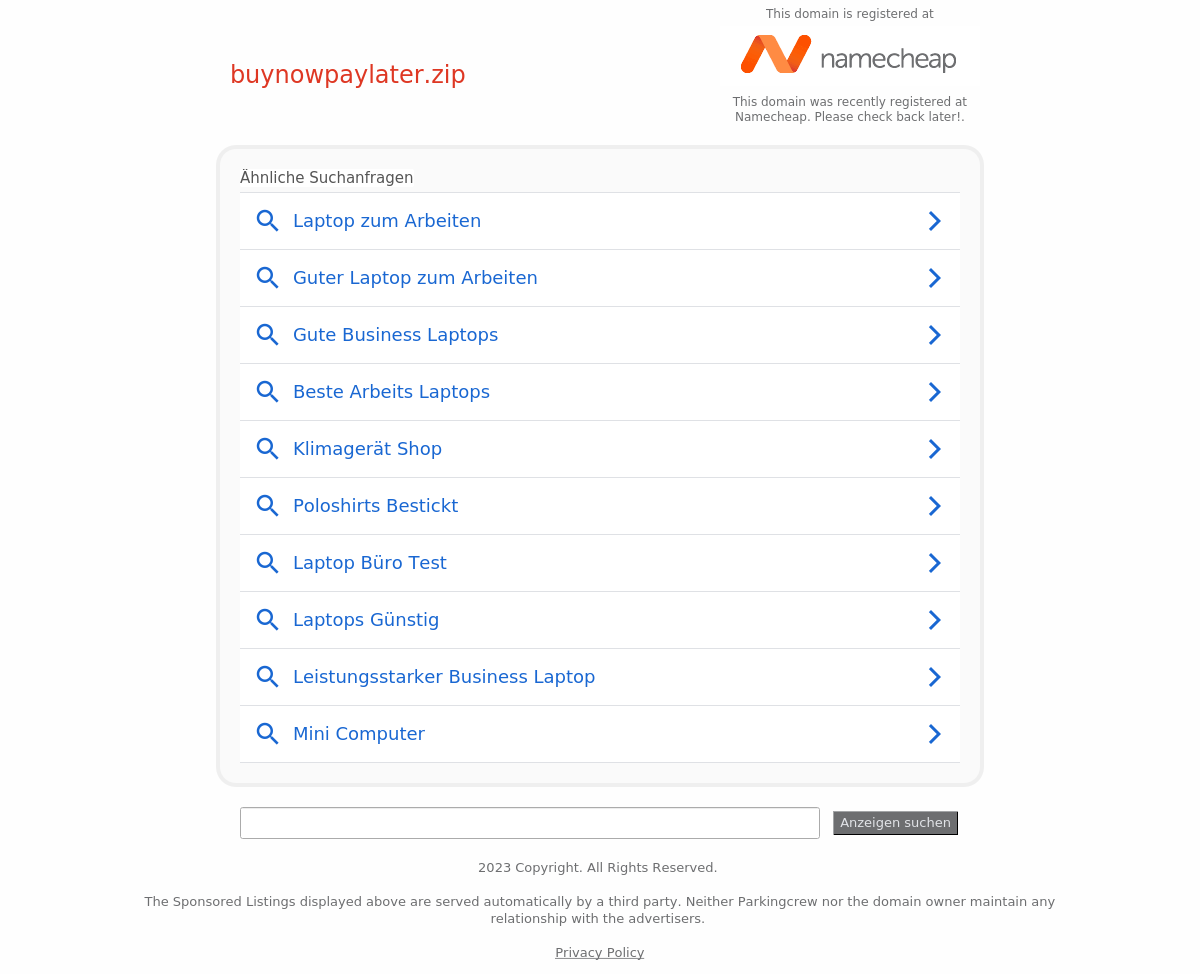 This domain is registered at
namecheap
buynowpaylater.zip
This domain was recently registered at
Namecheap. Please check back later!.
Ähnliche Suchanfragen
Laptop zum Arbeiten
Guter Laptop zum Arbeiten
Gute Business Laptops
Beste Arbeits Laptops
Klimagerät Shop
Poloshirts Bestickt
Laptop Büro Test
Laptops Günstig
Leistungsstarker Business Laptop
Mini Computer
Anzeigen suchen
2023 Copyright. All Rights Reserved.
The Sponsored Listings displayed above are served automatically by a third party. Neither Parkingcrew nor the domain owner maintain any
relationship with the advertisers.
Privacy Policy